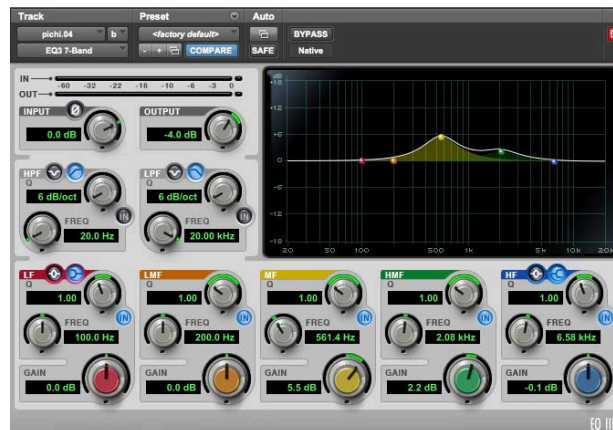 Track Preset Auto
pichi.04 b <factory default> BYPASS
EQ3 7-Band - + COMPARE SAFE Native
IN -60 -32 -22 -16 -10 -6 -3 0
OUT
INPUT Ø OUTPUT
0.0 dB -4.0 dB
HPF LPF
Q Q
6 dB/oct 6 dB/oct
IN IN
FREQ FREQ
20.0 Hz 20.00 kHz
dB
+18
+12
+6
0
-6
-12
-18
20 50 100 500 1k 5k 10k 20k
LF LMF MF HMF HF
Q Q Q Q Q
1.00 1.00 1.00 1.00 1.00
IN IN IN IN IN
FREQ FREQ FREQ FREQ FREQ
100.0 Hz 200.0 Hz 561.4 Hz 2.08 kHz 6.58 kHz
GAIN GAIN GAIN GAIN GAIN
0.0 dB 0.0 dB 5.5 dB 2.2 dB -0.1 dB